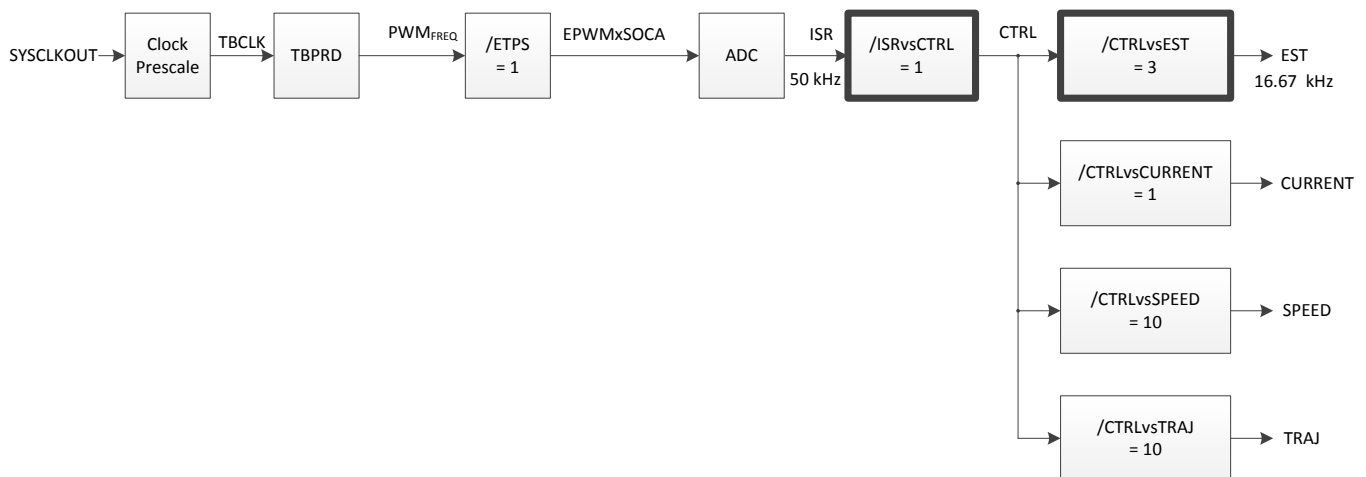 SYSCLKOUT
Clock
Prescale
TBCLK
TBPRD
PWMFREQ
/ETPS
= 1
EPWMxSOCA
ADC
ISR
50 kHz
/ISRvsCTRL
= 1
CTRL
/CTRLvsEST
= 3
EST
16.67 kHz
/CTRLvsCURRENT
= 1
CURRENT
/CTRLvsSPEED
= 10
SPEED
/CTRLvsTRAJ
= 10
TRAJ